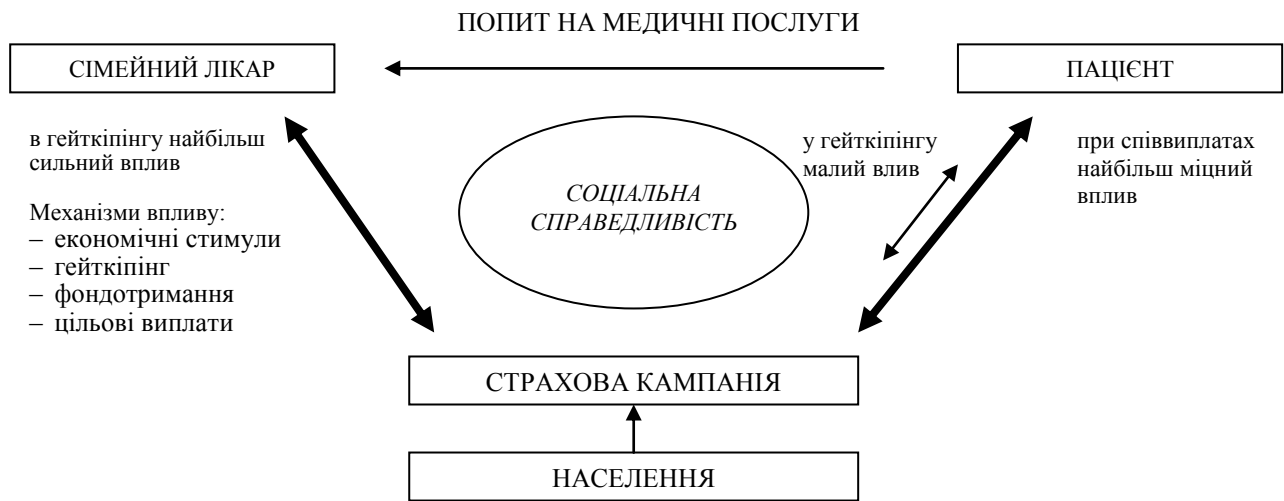 ПОПИТ НА МЕДИЧНІ ПОСЛУГИ
СІМЕЙНИЙ ЛІКАР
ПАЦІЄНТ
в гейткіпінгу найбільш
сильний вплив
Механізми впливу:
– економічні стимули
– гейткіпінг
– фондотримання
– цільові виплати
СОЦІАЛЬНА
СПРАВЕДЛИВІСТЬ
у гейткіпінгу
малий влив
при співвиплатах
найбільш міцний
вплив
СТРАХОВА КАМПАНІЯ
НАСЕЛЕННЯ